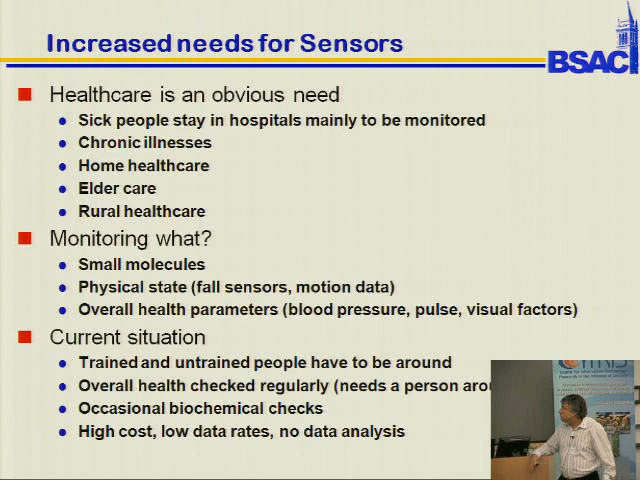 Increased needs for Sensors
BSAC
Healthcare is an obvious need
Sick people stay in hospitals mainly to be monitored
Chronic illnesses
Home healthcare
Elder care
Rural healthcare
Monitoring what?
Small molecules
Physical state (fall sensors, motion data)
Overall health parameters (blood pressure, pulse, visual factors)
Current situation
Trained and untrained people have to be around
Overall health checked regularly (needs a person arou
Occasional biochemical checks
High cost, low data rates, no data analysis